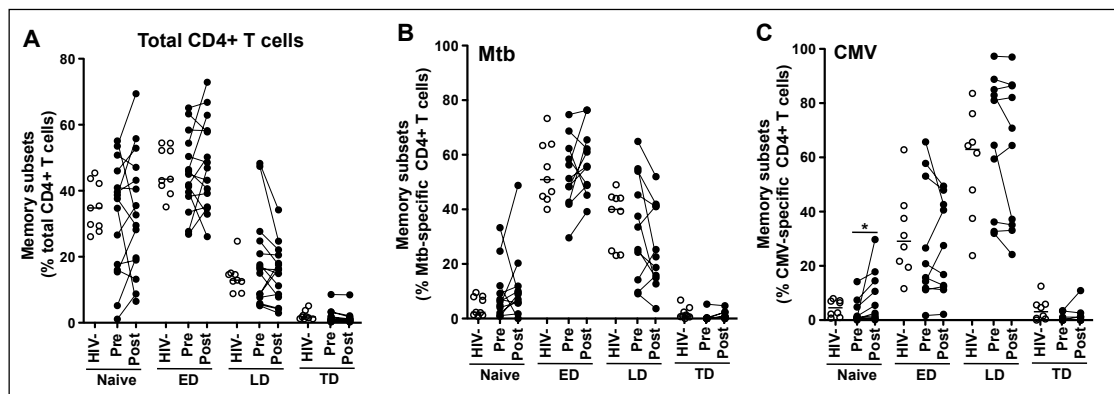 A
Total CD4+ T cells
Memory subsets
(% total CD4+ T cells)
80
60
40
20
0
HIV- Pre Post HIV- Pre Post HIV- Pre Post HIV- Pre Post
Naive ED LD TD
B
Mtb
Memory subsets
(% Mtb-specific CD4+ T cells)
100
80
60
40
20
0
HIV- Pre Post HIV- Pre Post HIV- Pre Post HIV- Pre Post
Naive ED LD TD
C
CMV
Memory subsets
(% CMV-specific CD4+ T cells)
100
80
60
40
20
0
*
HIV- Pre Post HIV- Pre Post HIV- Pre Post HIV- Pre Post
Naive ED LD TD